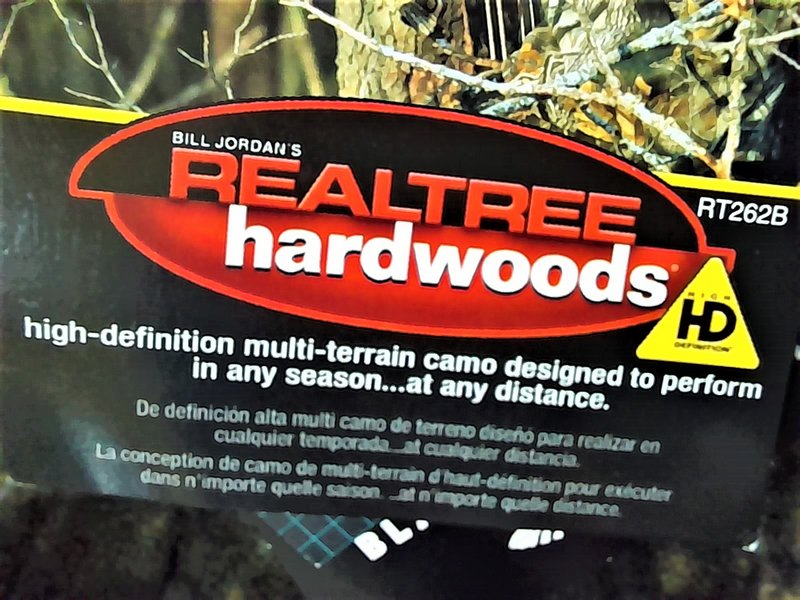 BILL JORDAN'S
REALTREE
RT262B
hardwoods
HIGH
HD
DEFINITION
high-definition multi-terrain camo designed to perform
in any season...at any distance.
De definición alta multi camo de terreno diseño para realizar en
cualquier temporada...at cualquier distancia.
La conception de camo de multi-terrain d'haut-définition pour exécuter
dans n'importe quelle saison. ...at n'importe quelle distance.